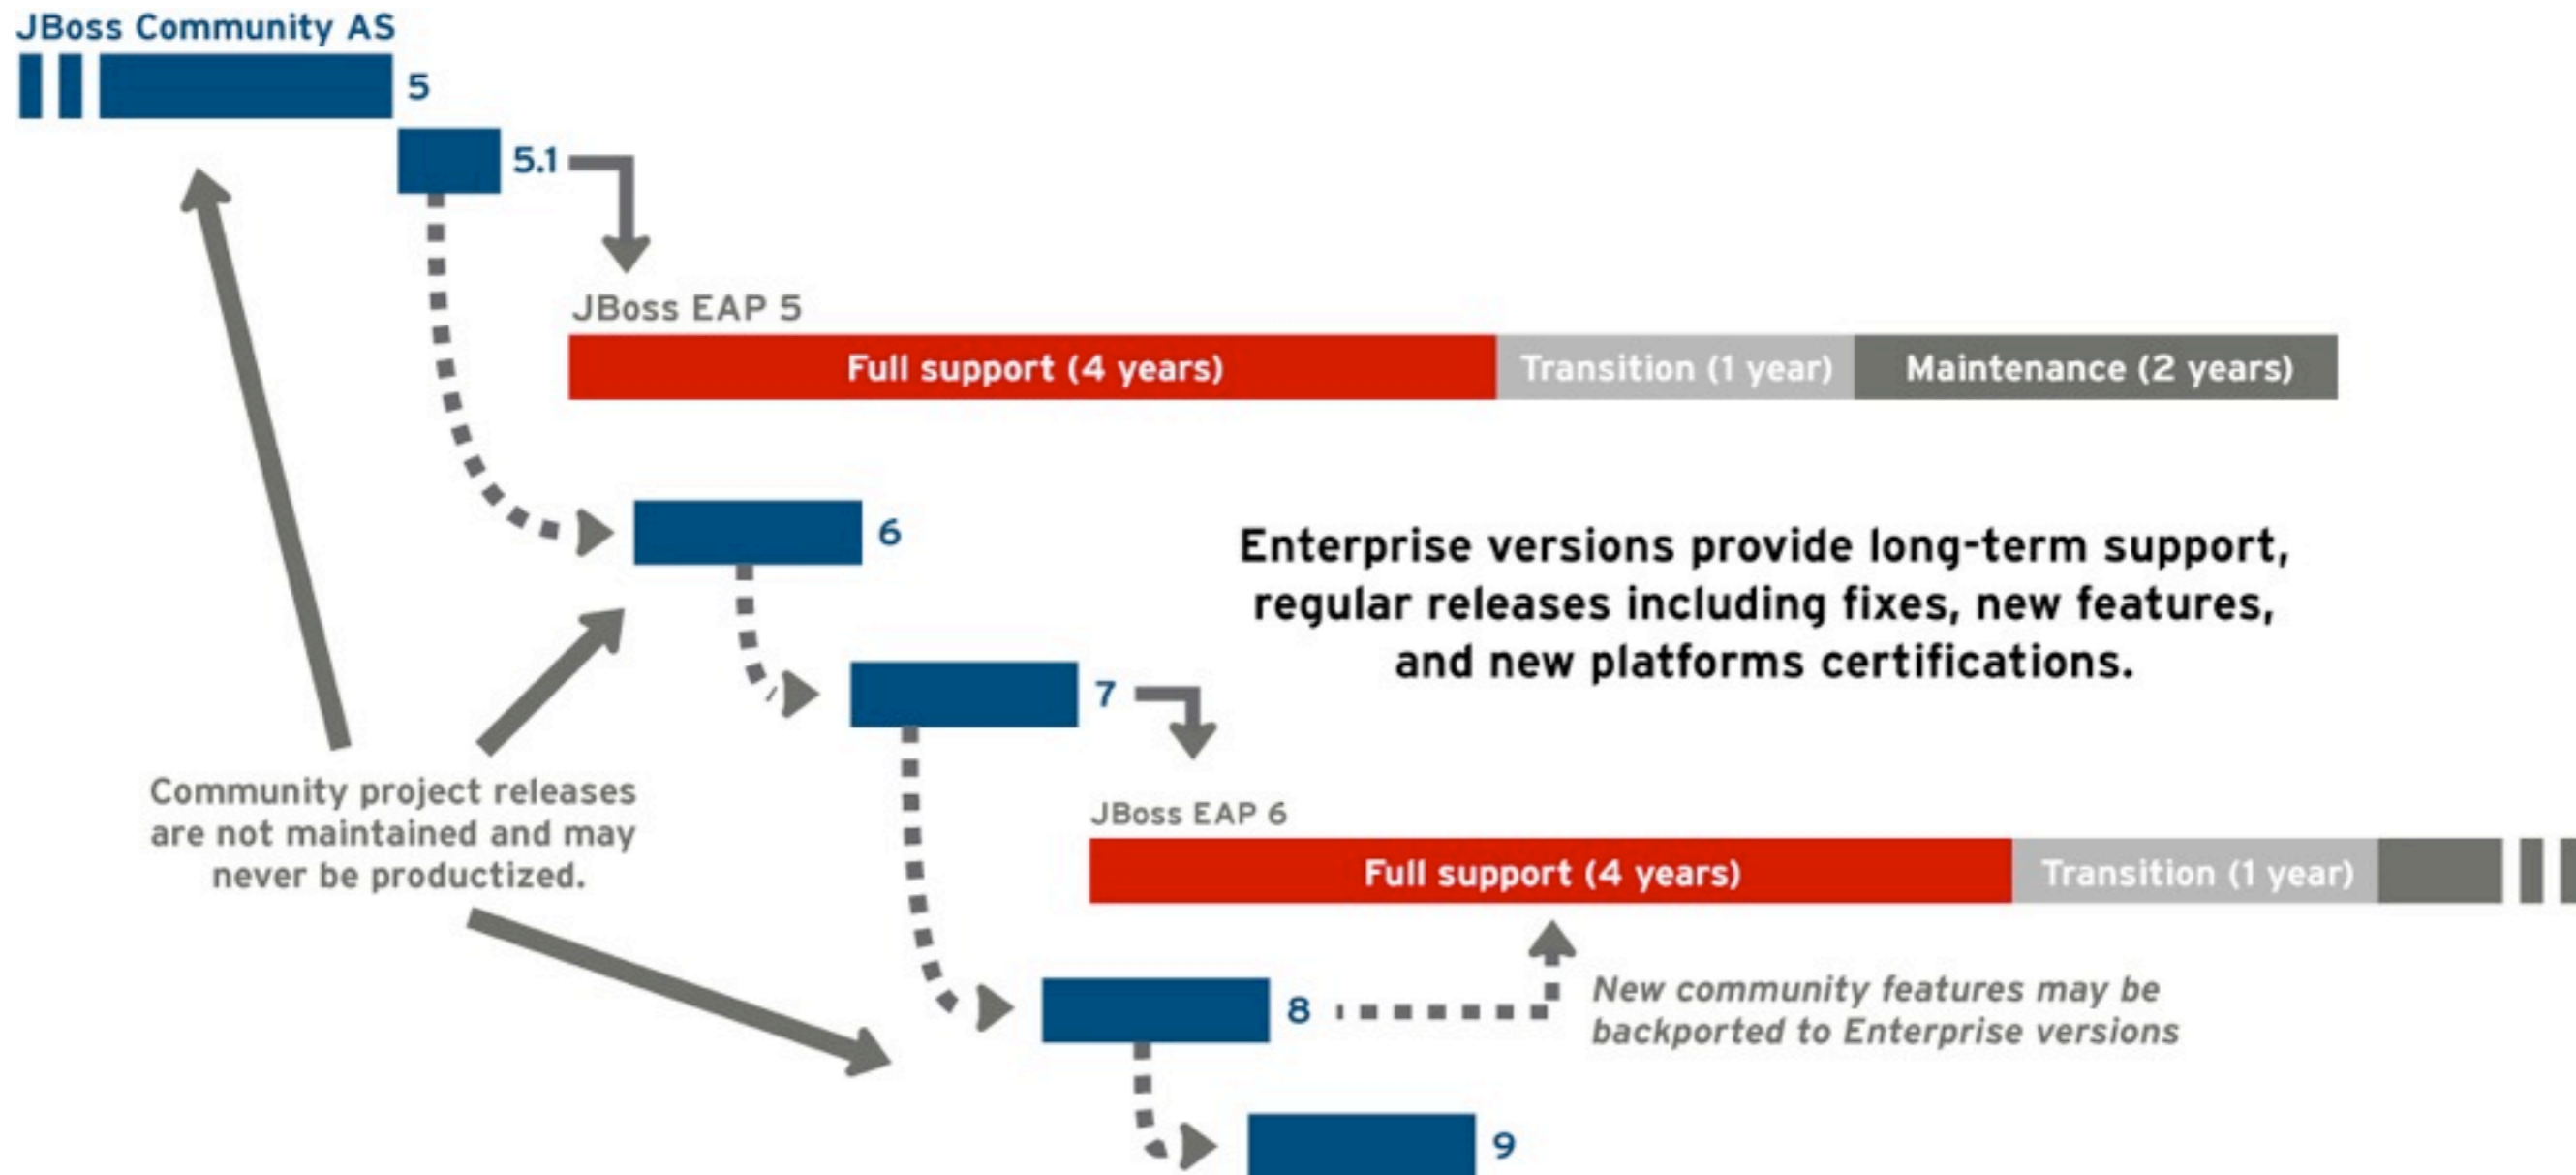 JBoss Community AS
5
5.1
JBoss EAP 5
Full support (4 years)
Transition (1 year)
Maintenance (2 years)
6
Enterprise versions provide long-term support,
regular releases including fixes, new features,
and new platforms certifications.
7
Community project releases
are not maintained and may
never be productized.
JBoss EAP 6
Full support (4 years)
Transition (1 year)
8
New community features may be
backported to Enterprise versions
9